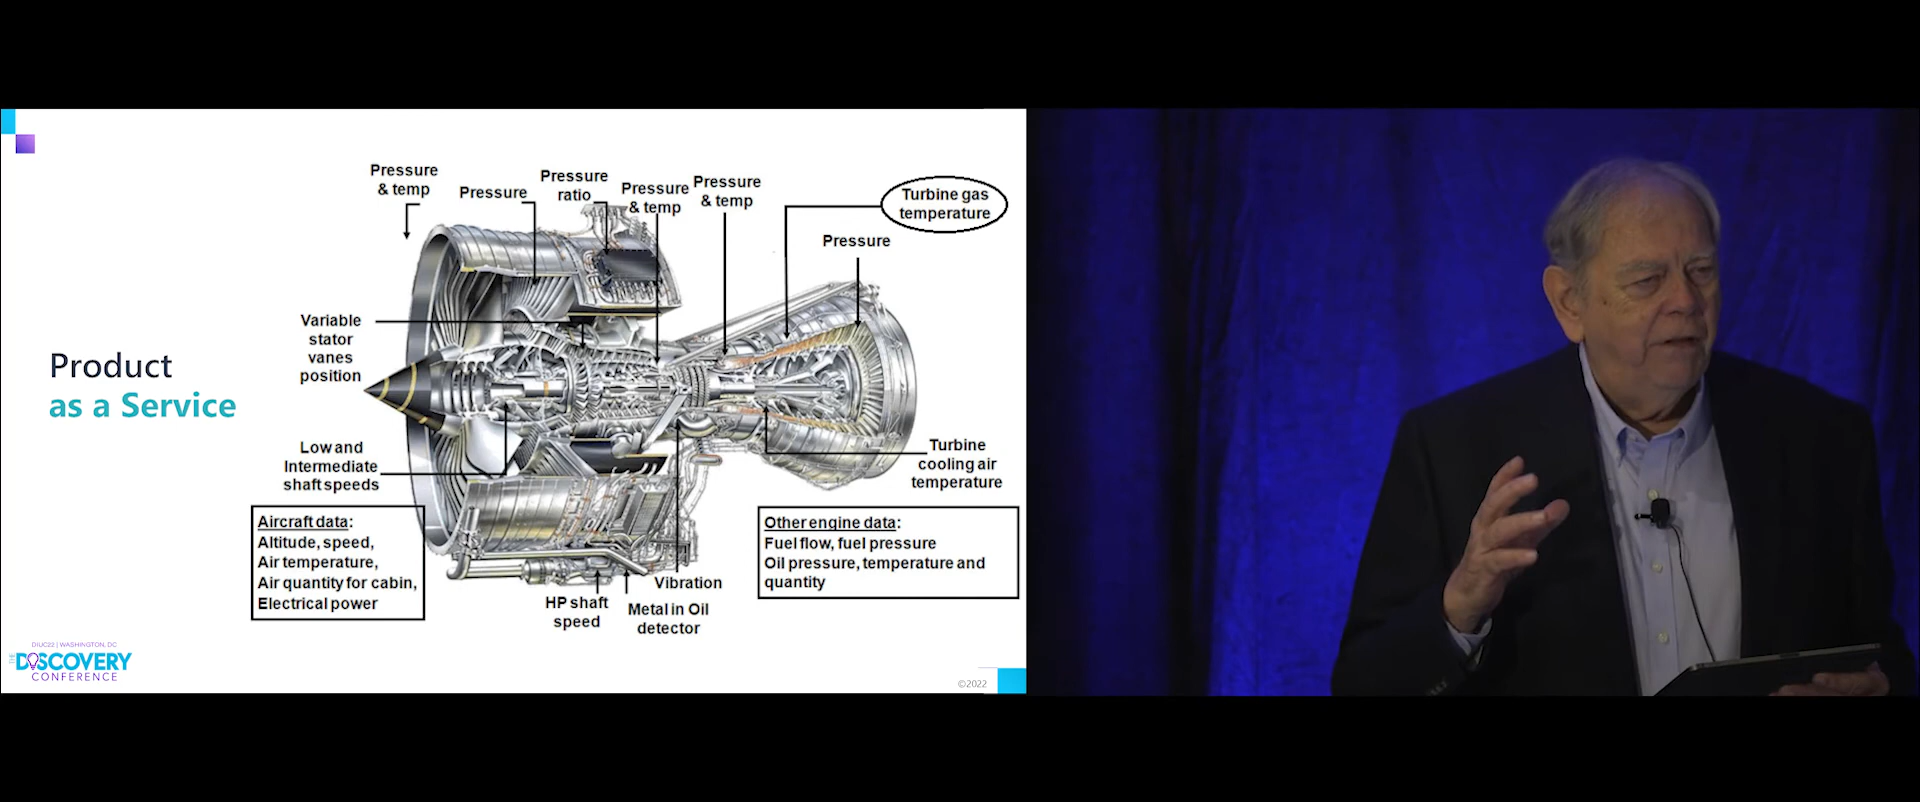 Product
as a Service
Pressure
& temp
Pressure
Pressure
ratio
Pressure
& temp
Pressure
& temp
Turbine gas
temperature
Pressure
Variable
stator
vanes
position
Low and
Intermediate
shaft speeds
Turbine
cooling air
temperature
Aircraft data:
Altitude, speed,
Air temperature,
Air quantity for cabin,
Electrical power
Other engine data:
Fuel flow, fuel pressure
Oil pressure, temperature and
quantity
Vibration
HP shaft
speed
Metal in Oil
detector
DIUC22 | WASHINGTON, DC
THE DISCOVERY
CONFERENCE
©2022